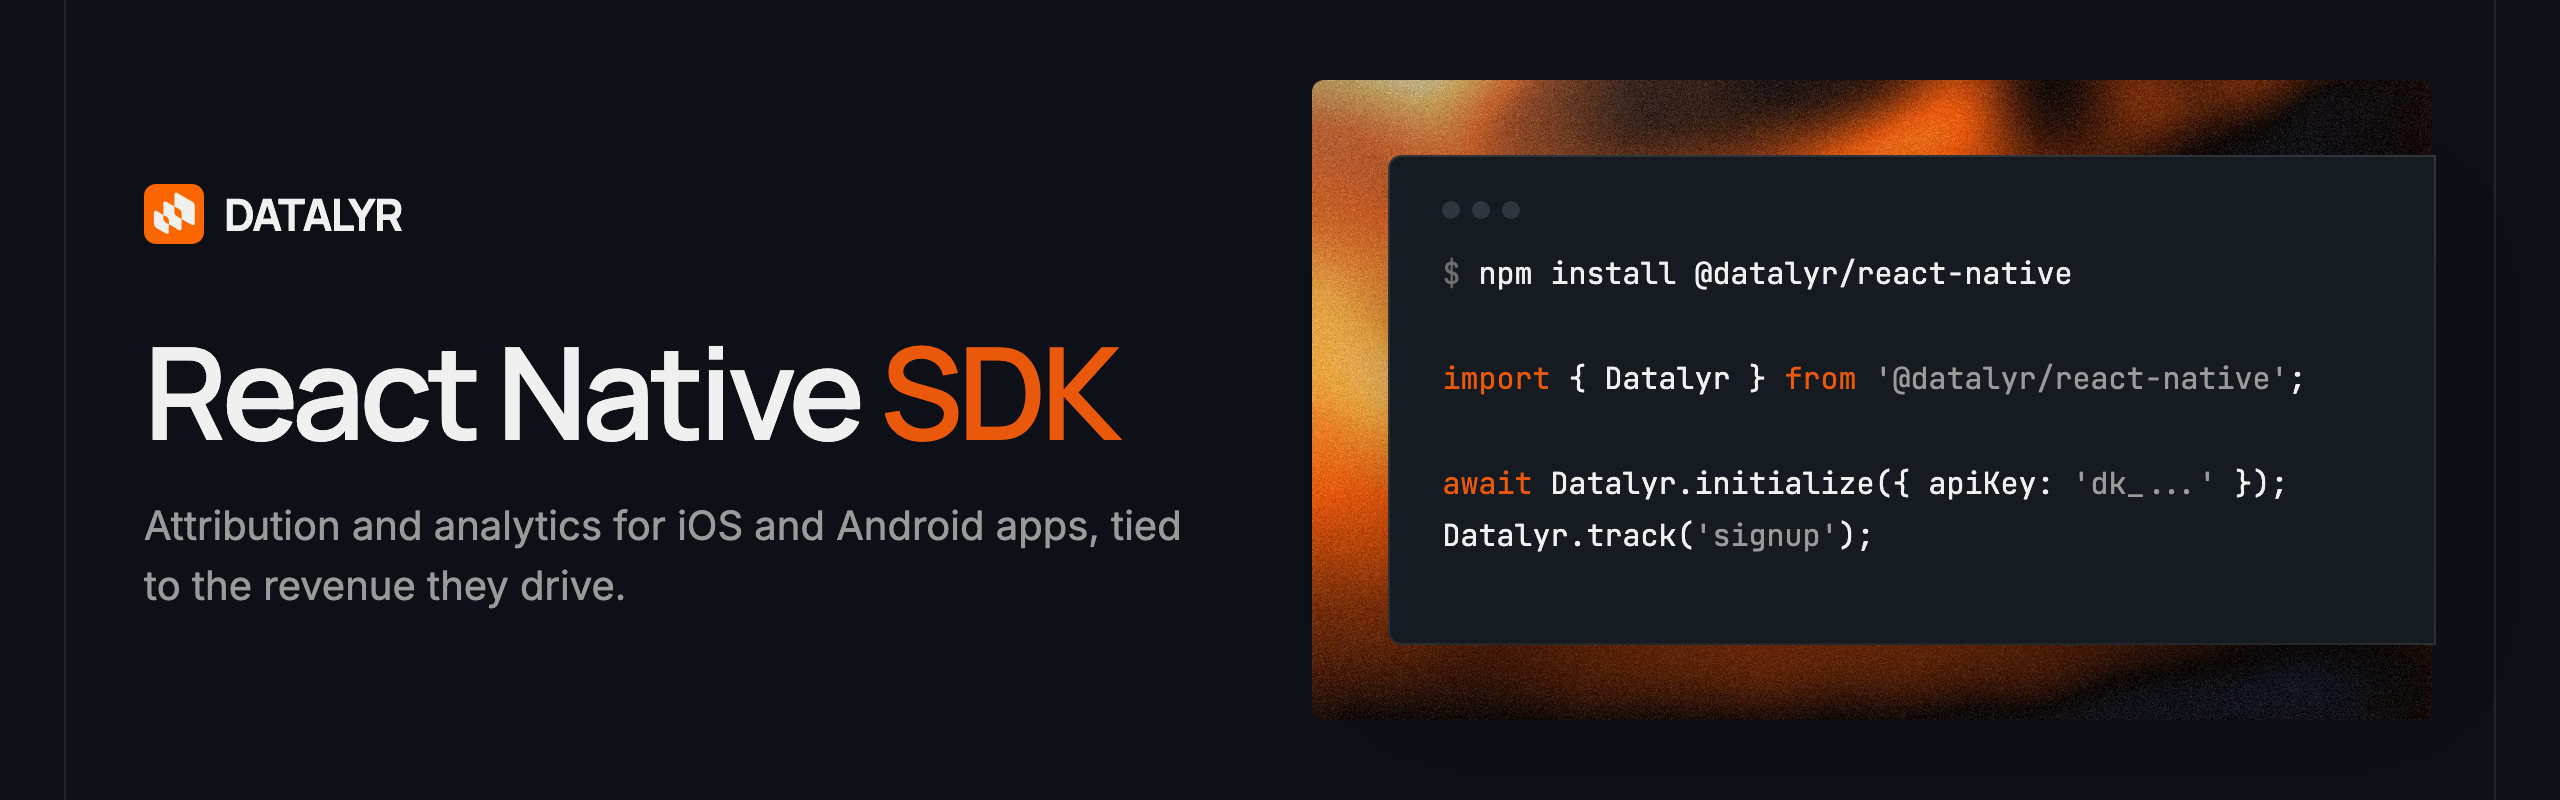 DATALYR
React Native SDK
Attribution and analytics for iOS and Android apps, tied
to the revenue they drive.
$ npm install @datalyr/react-native
import { Datalyr } from '@datalyr/react-native';
await Datalyr.initialize({ apiKey: 'dk_...' });
Datalyr.track('signup');